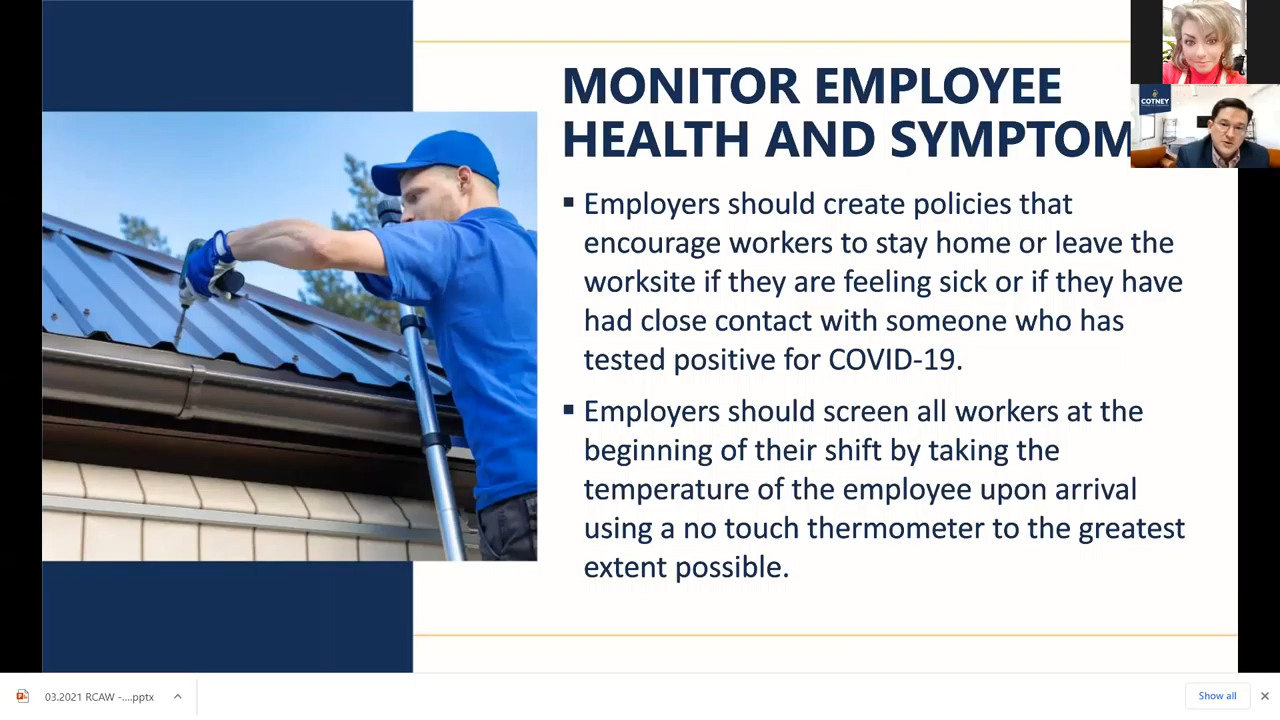 MONITOR EMPLOYEE
HEALTH AND SYMPTOM
▪ Employers should create policies that
encourage workers to stay home or leave the
worksite if they are feeling sick or if they have
had close contact with someone who has
tested positive for COVID-19.
▪ Employers should screen all workers at the
beginning of their shift by taking the
temperature of the employee upon arrival
using a no touch thermometer to the greatest
extent possible.
COTNEY
03.2021 RCAW -....pptx
Show all